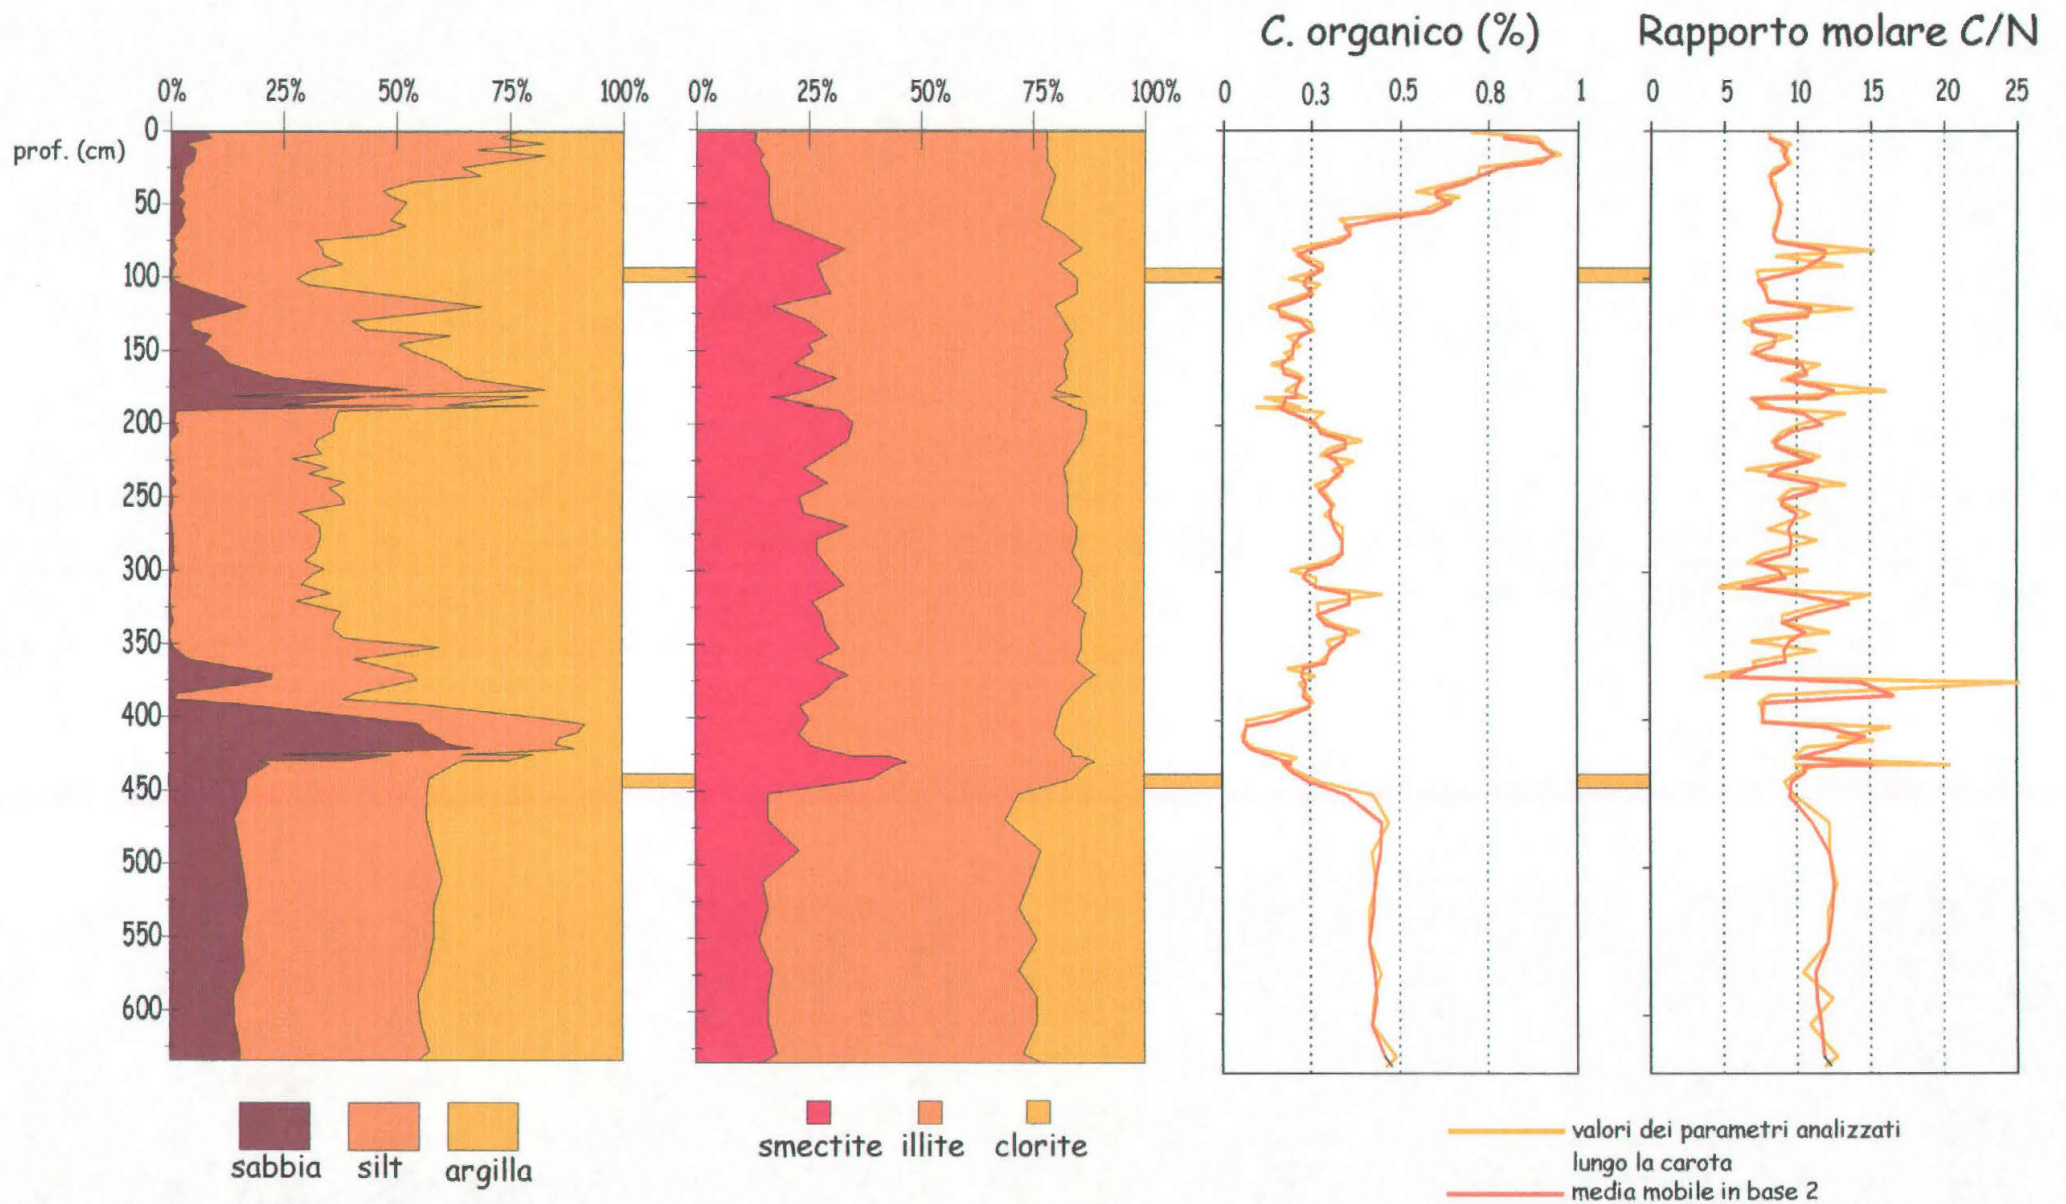 C. organico (%) Rapporto molare C/N
0% 25% 50% 75% 100% 0% 25% 50% 75% 100% 0 0,3 0,5 0,8 1 0 5 10 15 20 25
0
prof. (cm)
50
100
150
200
250
300
350
400
450
500
550
600
sabbia silt argilla
smectite illite clorite
valori dei parametri analizzati
lungo la carota
media mobile in base 2